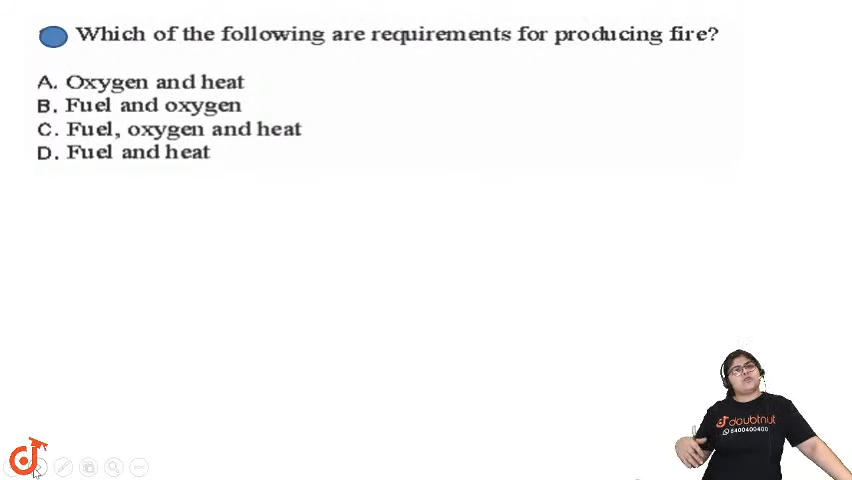 Which of the following are requirements for producing fire?
A. Oxygen and heat
B. Fuel and oxygen
C. Fuel, oxygen and heat
D. Fuel and heat
doubtnut
8400400400